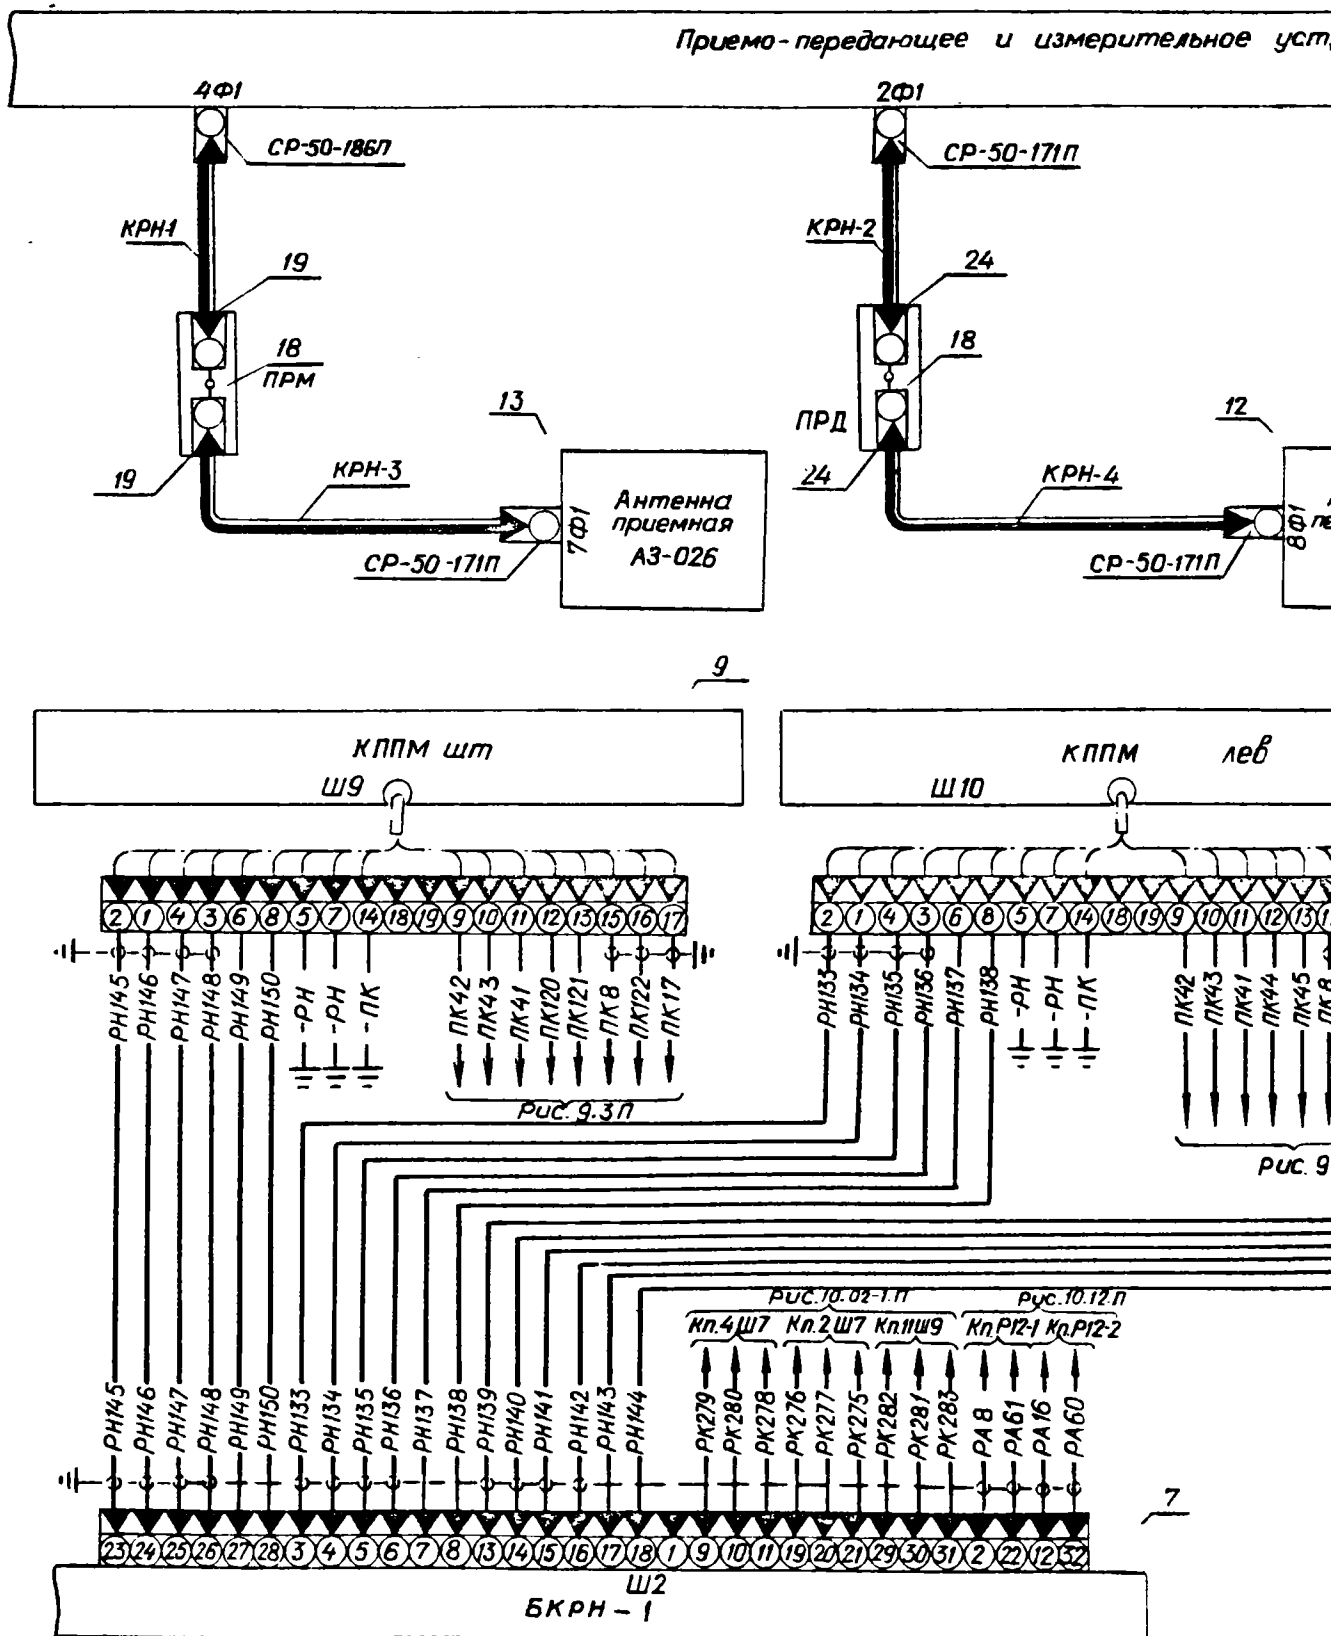 Приемо-передающее и измерительное уст
4Ф1
2Ф1
СР-50-186П
СР-50-171П
КРН-1
КРН-2
19
24
18
ПРМ
18
13
12
ПРД
19
КРН-3
24
КРН-4
Антенна
приемная
АЗ-026
7Ф1
8Ф1
СР-50-171П
СР-50-171П
9
КППМ шт
Ш9
КППМ лев
Ш10
2 1 4 3 6 8 5 7 14 18 19 9 10 11 12 13 15 16 17
2 1 4 3 6 8 5 7 14 18 19 9 10 11 12 13
РН145 РН146 РН147 РН148 РН149 РН150 -РН -РН -ПК ПК42 ПК43 ПК41 ПК120 ПК121 ПК8 ПК22 ПК17
РН133 РН134 РН135 РН136 РН137 РН138 -РН -РН -ПК ПК42 ПК43 ПК41 ПК44 ПК45 ПК8
Рис. 9.3П
Рис. 9
Рис.10.02-1.П
Рис.10.12.П
Кл.4Ш7 Кл.2Ш7 Кл11Ш9 Кл.Р12-1 Кл.Р12-2
РН145 РН146 РН147 РН148 РН149 РН150 РН133 РН134 РН135 РН136 РН137 РН138 РН139 РН140 РН141 РН142 РН143 РН144 РК279 РК280 РК278 РК276 РК277 РК275 РК282 РК281 РК283 РА8 РА61 РА16 РА60
7
23 24 25 26 27 28 3 4 5 6 7 8 13 14 15 16 17 18 1 9 10 11 19 20 21 29 30 31 2 22 12 32
Ш2
БКРН-1